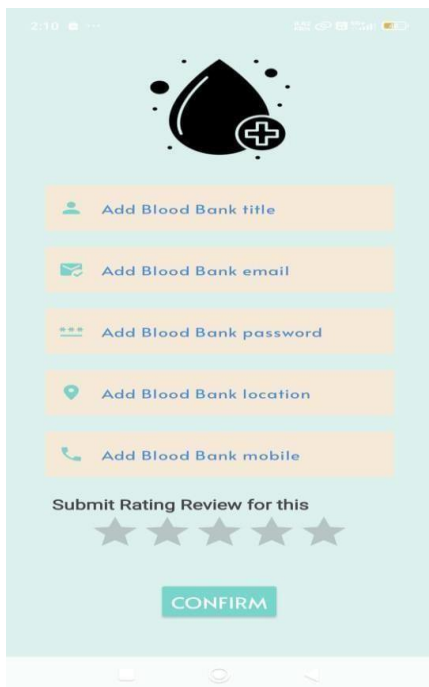 2:10
Add Blood Bank title
Add Blood Bank email
Add Blood Bank password
Add Blood Bank location
Add Blood Bank mobile
Submit Rating Review for this
CONFIRM